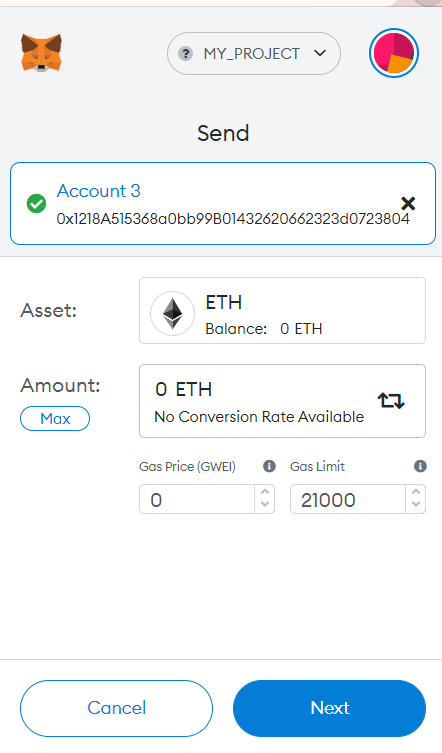 MY_PROJECT
Send
Account 3
0x1218A515368a0bb99B01432620662323d0723804
Asset:
ETH
Balance: 0 ETH
Amount:
Max
0 ETH
No Conversion Rate Available
Gas Price (GWEI)
Gas Limit
0
21000
Cancel
Next